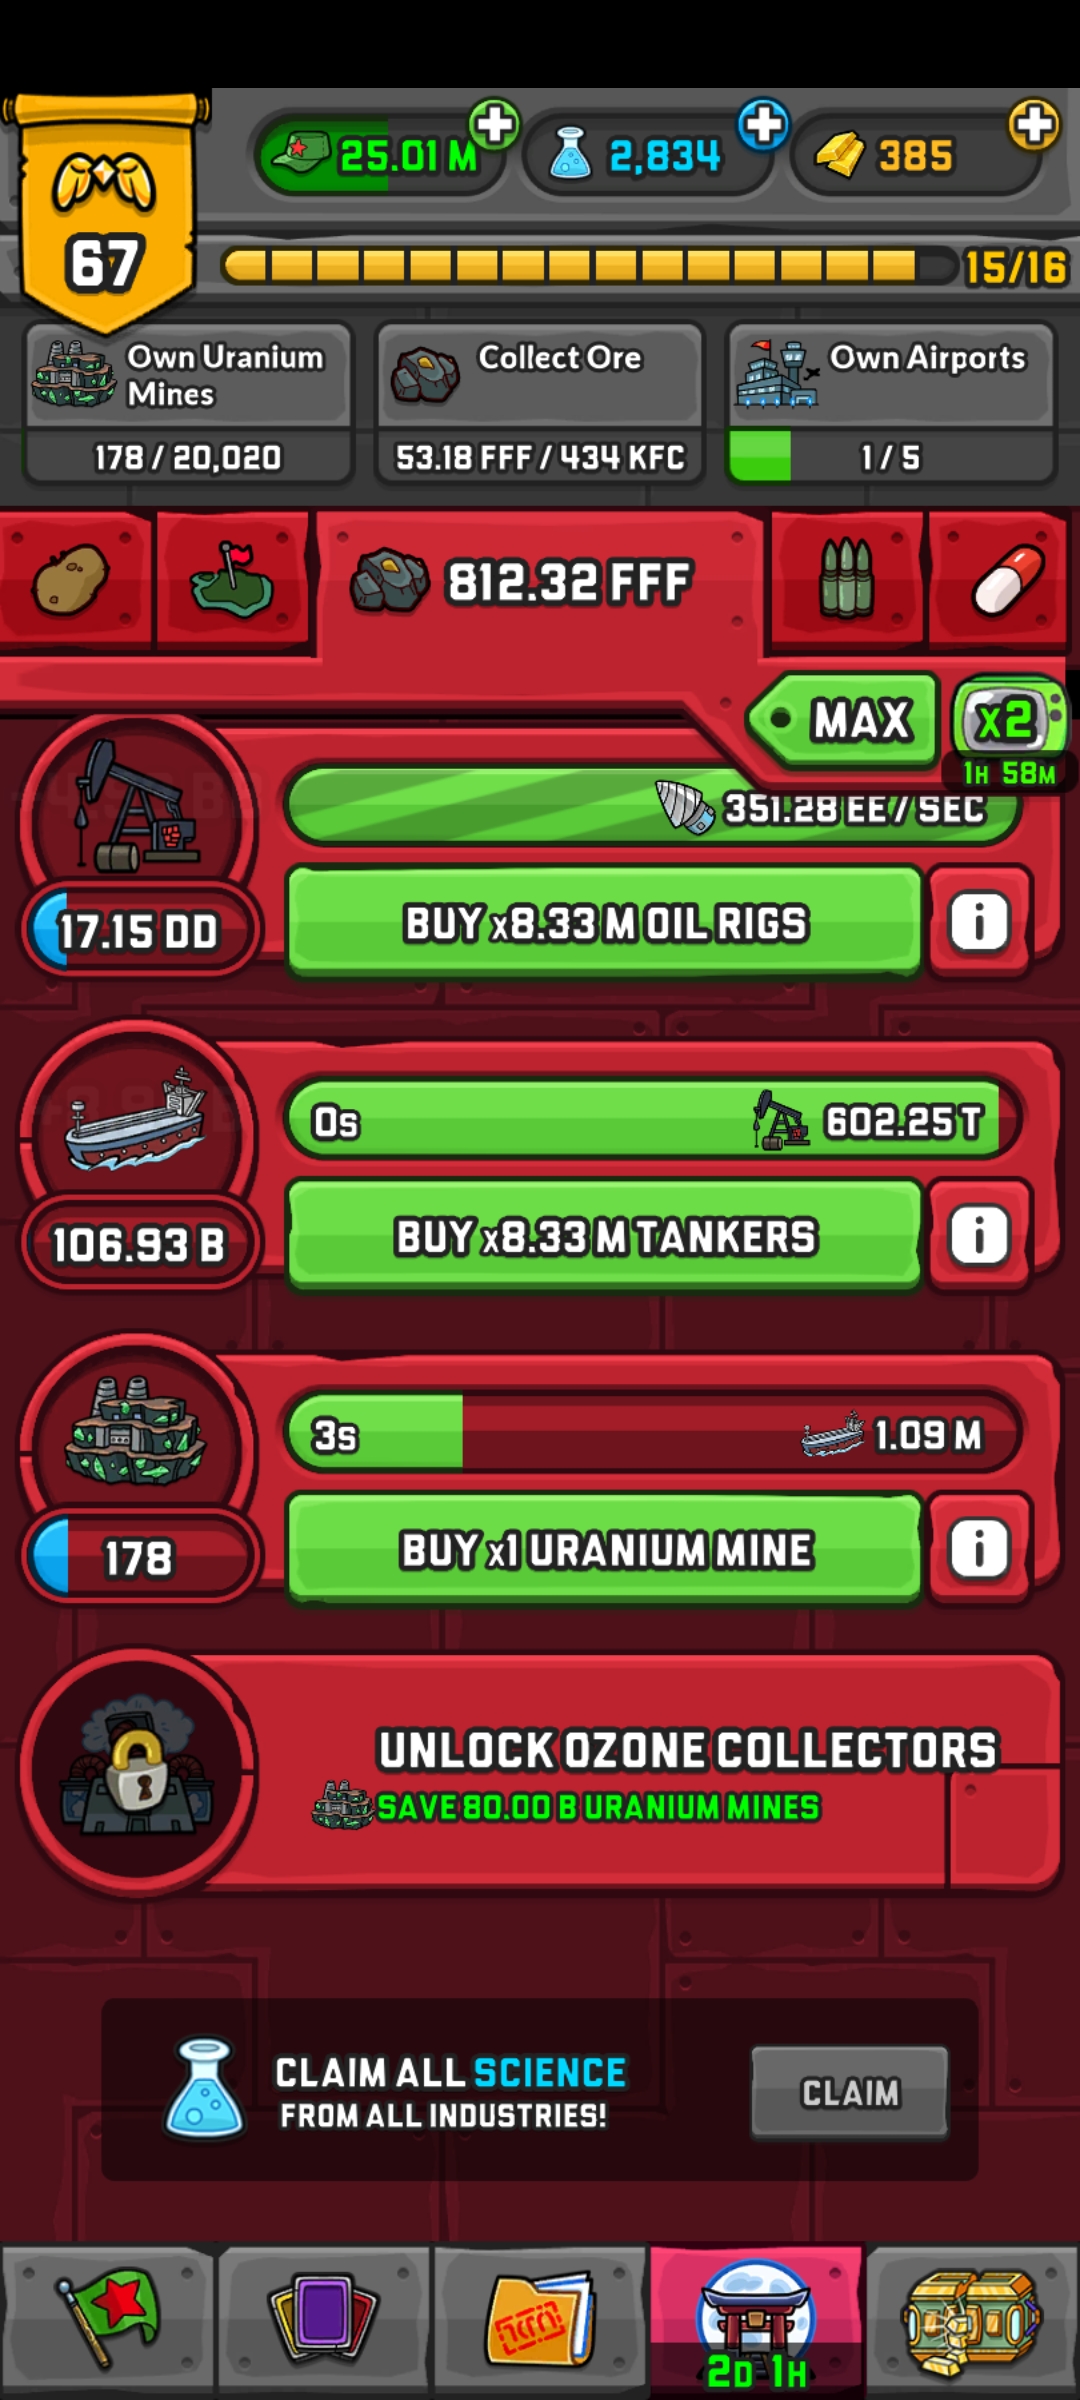 25.01 M
2,834
385
67
15/16
Own Uranium
Mines
178 / 20,020
Collect Ore
53.18 FFF / 434 KFC
Own Airports
1 / 5
812.32 FFF
MAX
x2
1H 58M
351.28 EE / SEC
17.15 DD
BUY x8.33 M OIL RIGS
i
0s
602.25 T
106.93 B
BUY x8.33 M TANKERS
i
3s
1.09 M
178
BUY x1 URANIUM MINE
i
UNLOCK OZONE COLLECTORS
SAVE 80.00 B URANIUM MINES
CLAIM ALL SCIENCE
FROM ALL INDUSTRIES!
CLAIM
2D 1H